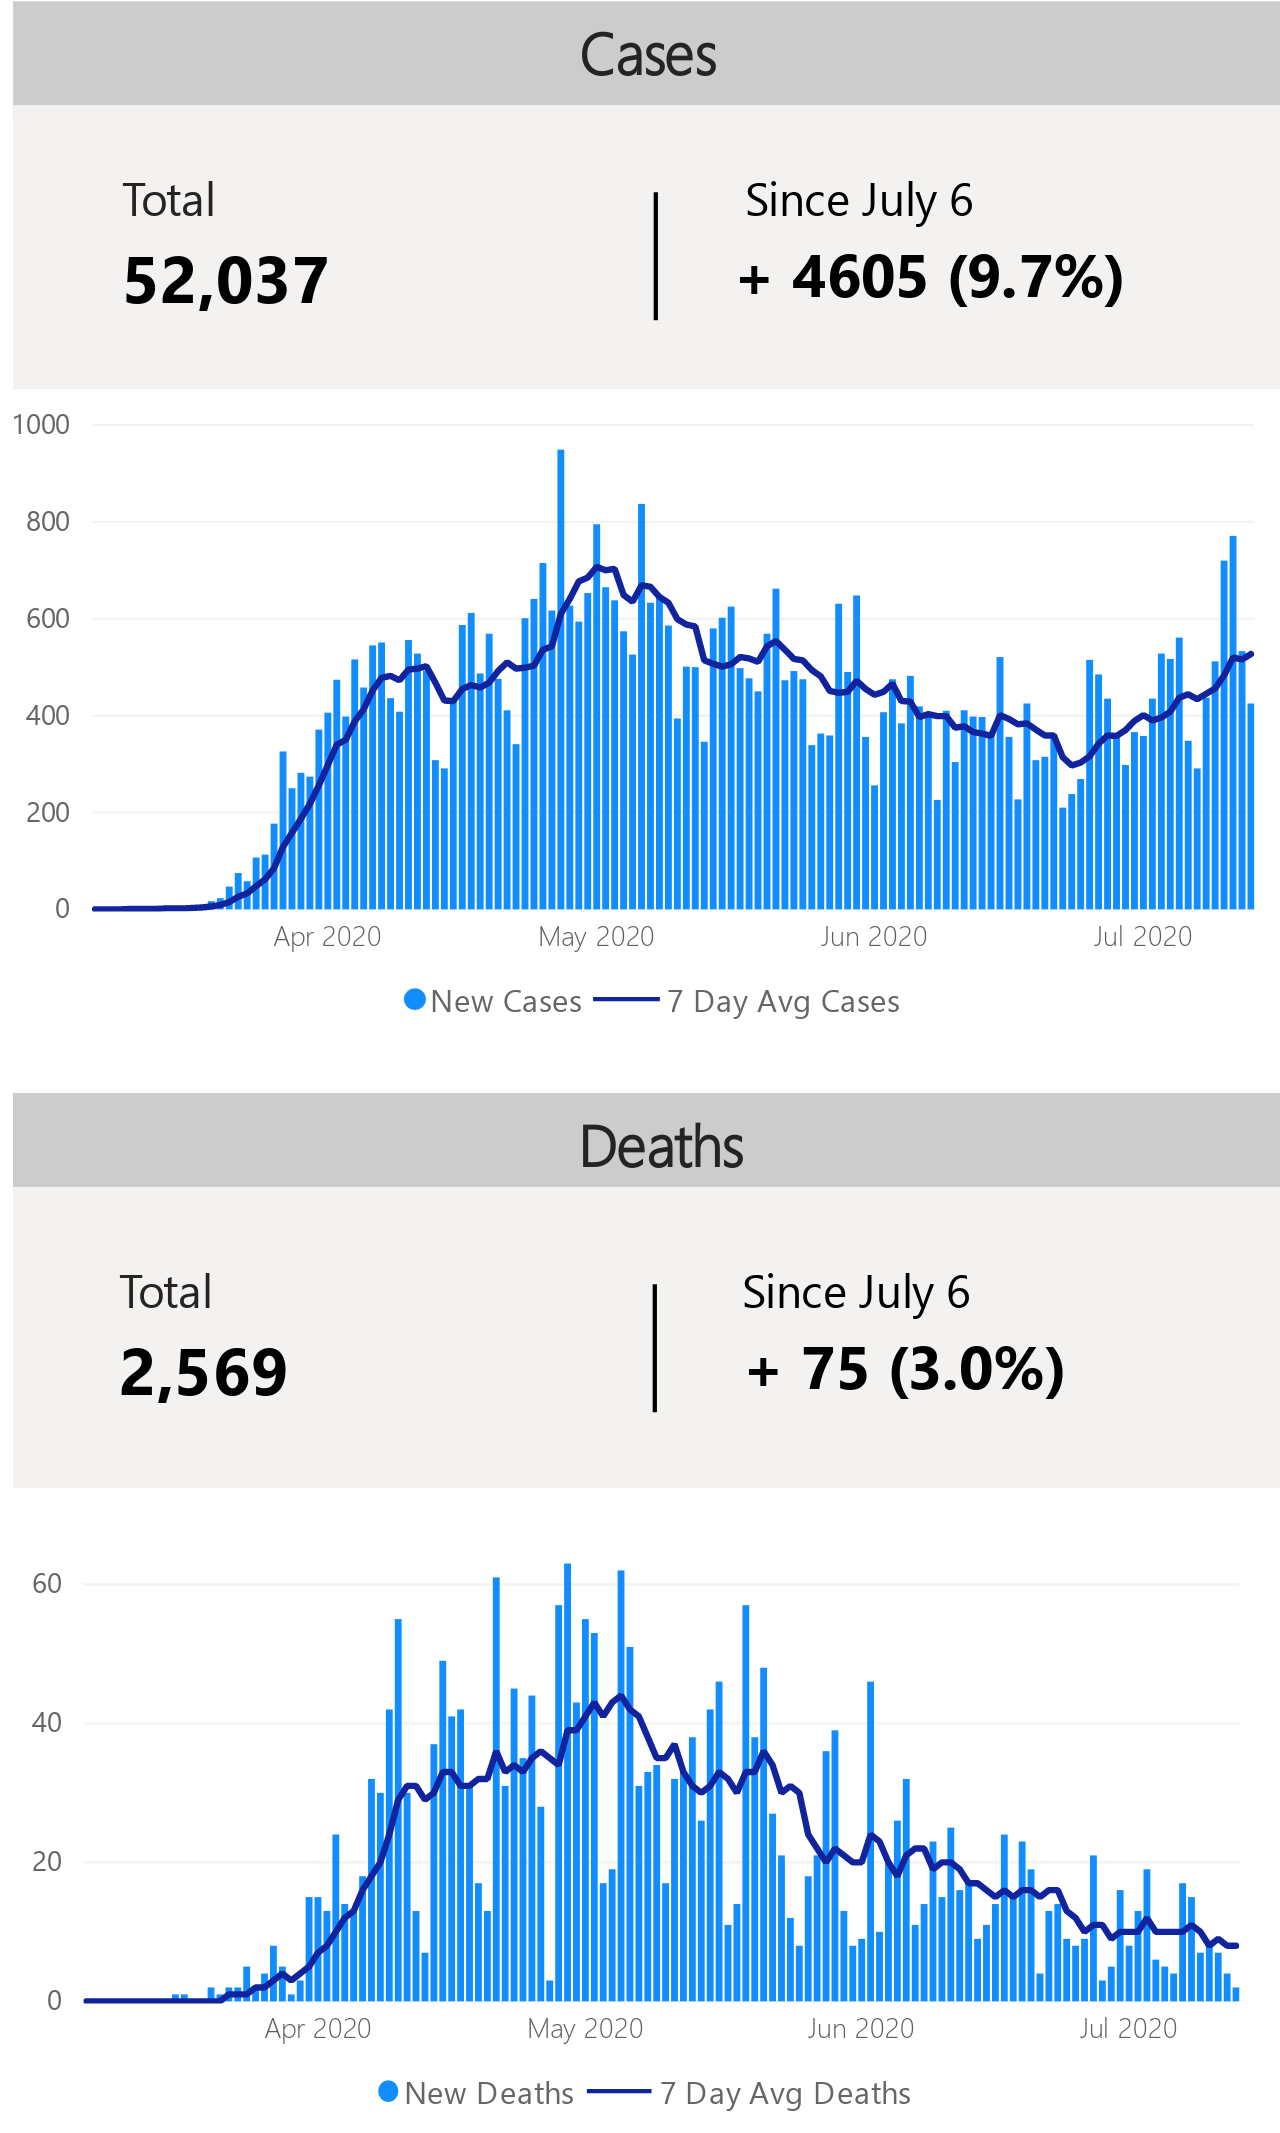 Cases
Total
Since July 6
52,037
+ 4605 (9.7%)
1000
800
600
400
200
0
Apr 2020
May 2020
Jun 2020
Jul 2020
New Cases
7 Day Avg Cases
Deaths
Total
Since July 6
2,569
+ 75 (3.0%)
60
40
20
0
Apr 2020
May 2020
Jun 2020
Jul 2020
New Deaths
7 Day Avg Deaths